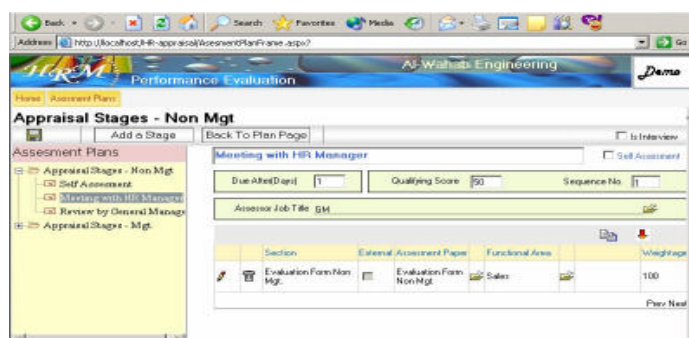 Back Search Favorites Media
Address http://localhost/HR-appraisal/AsesmentPlanFrame.aspx? Go
HRM Performance Evaluation Al-Wahab Engineering Demo
Home Assesment Plans
Appraisal Stages - Non Mgt
Add a Stage Back To Plan Page Is Interview
Assesment Plans
Meeting with HR Manager Self Assesment
Appraisal Stages - Non Mgt
Self Assesment
Meeting with HR Manager
Review by General Manage
Appraisal Stages - Mgt
Due After(Days) 1 Qualifying Score 50 Sequence No. 1
Assessor Job Title GM
Section External Assesment Paper Functional Area Weightage
Evaluation Form Non Mgt. Evaluation Form Non Mgt. Sales 100
Prev Next